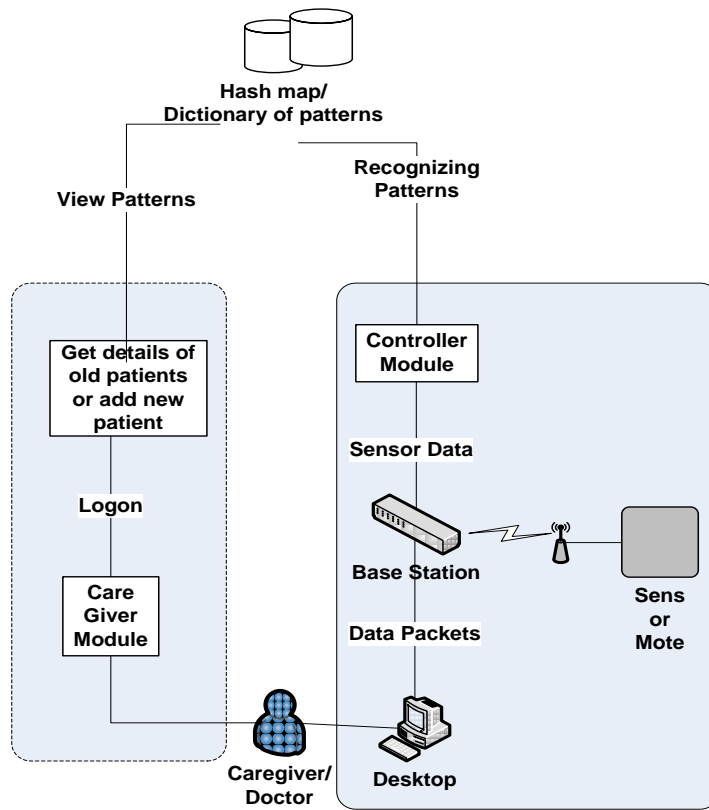 Hash map/
Dictionary of patterns
Recognizing
Patterns
View Patterns
Get details of
old patients
or add new
patient
Controller
Module
Sensor Data
Logon
Base Station
Sens
or
Mote
Care
Giver
Module
Data Packets
Caregiver/
Doctor
Desktop